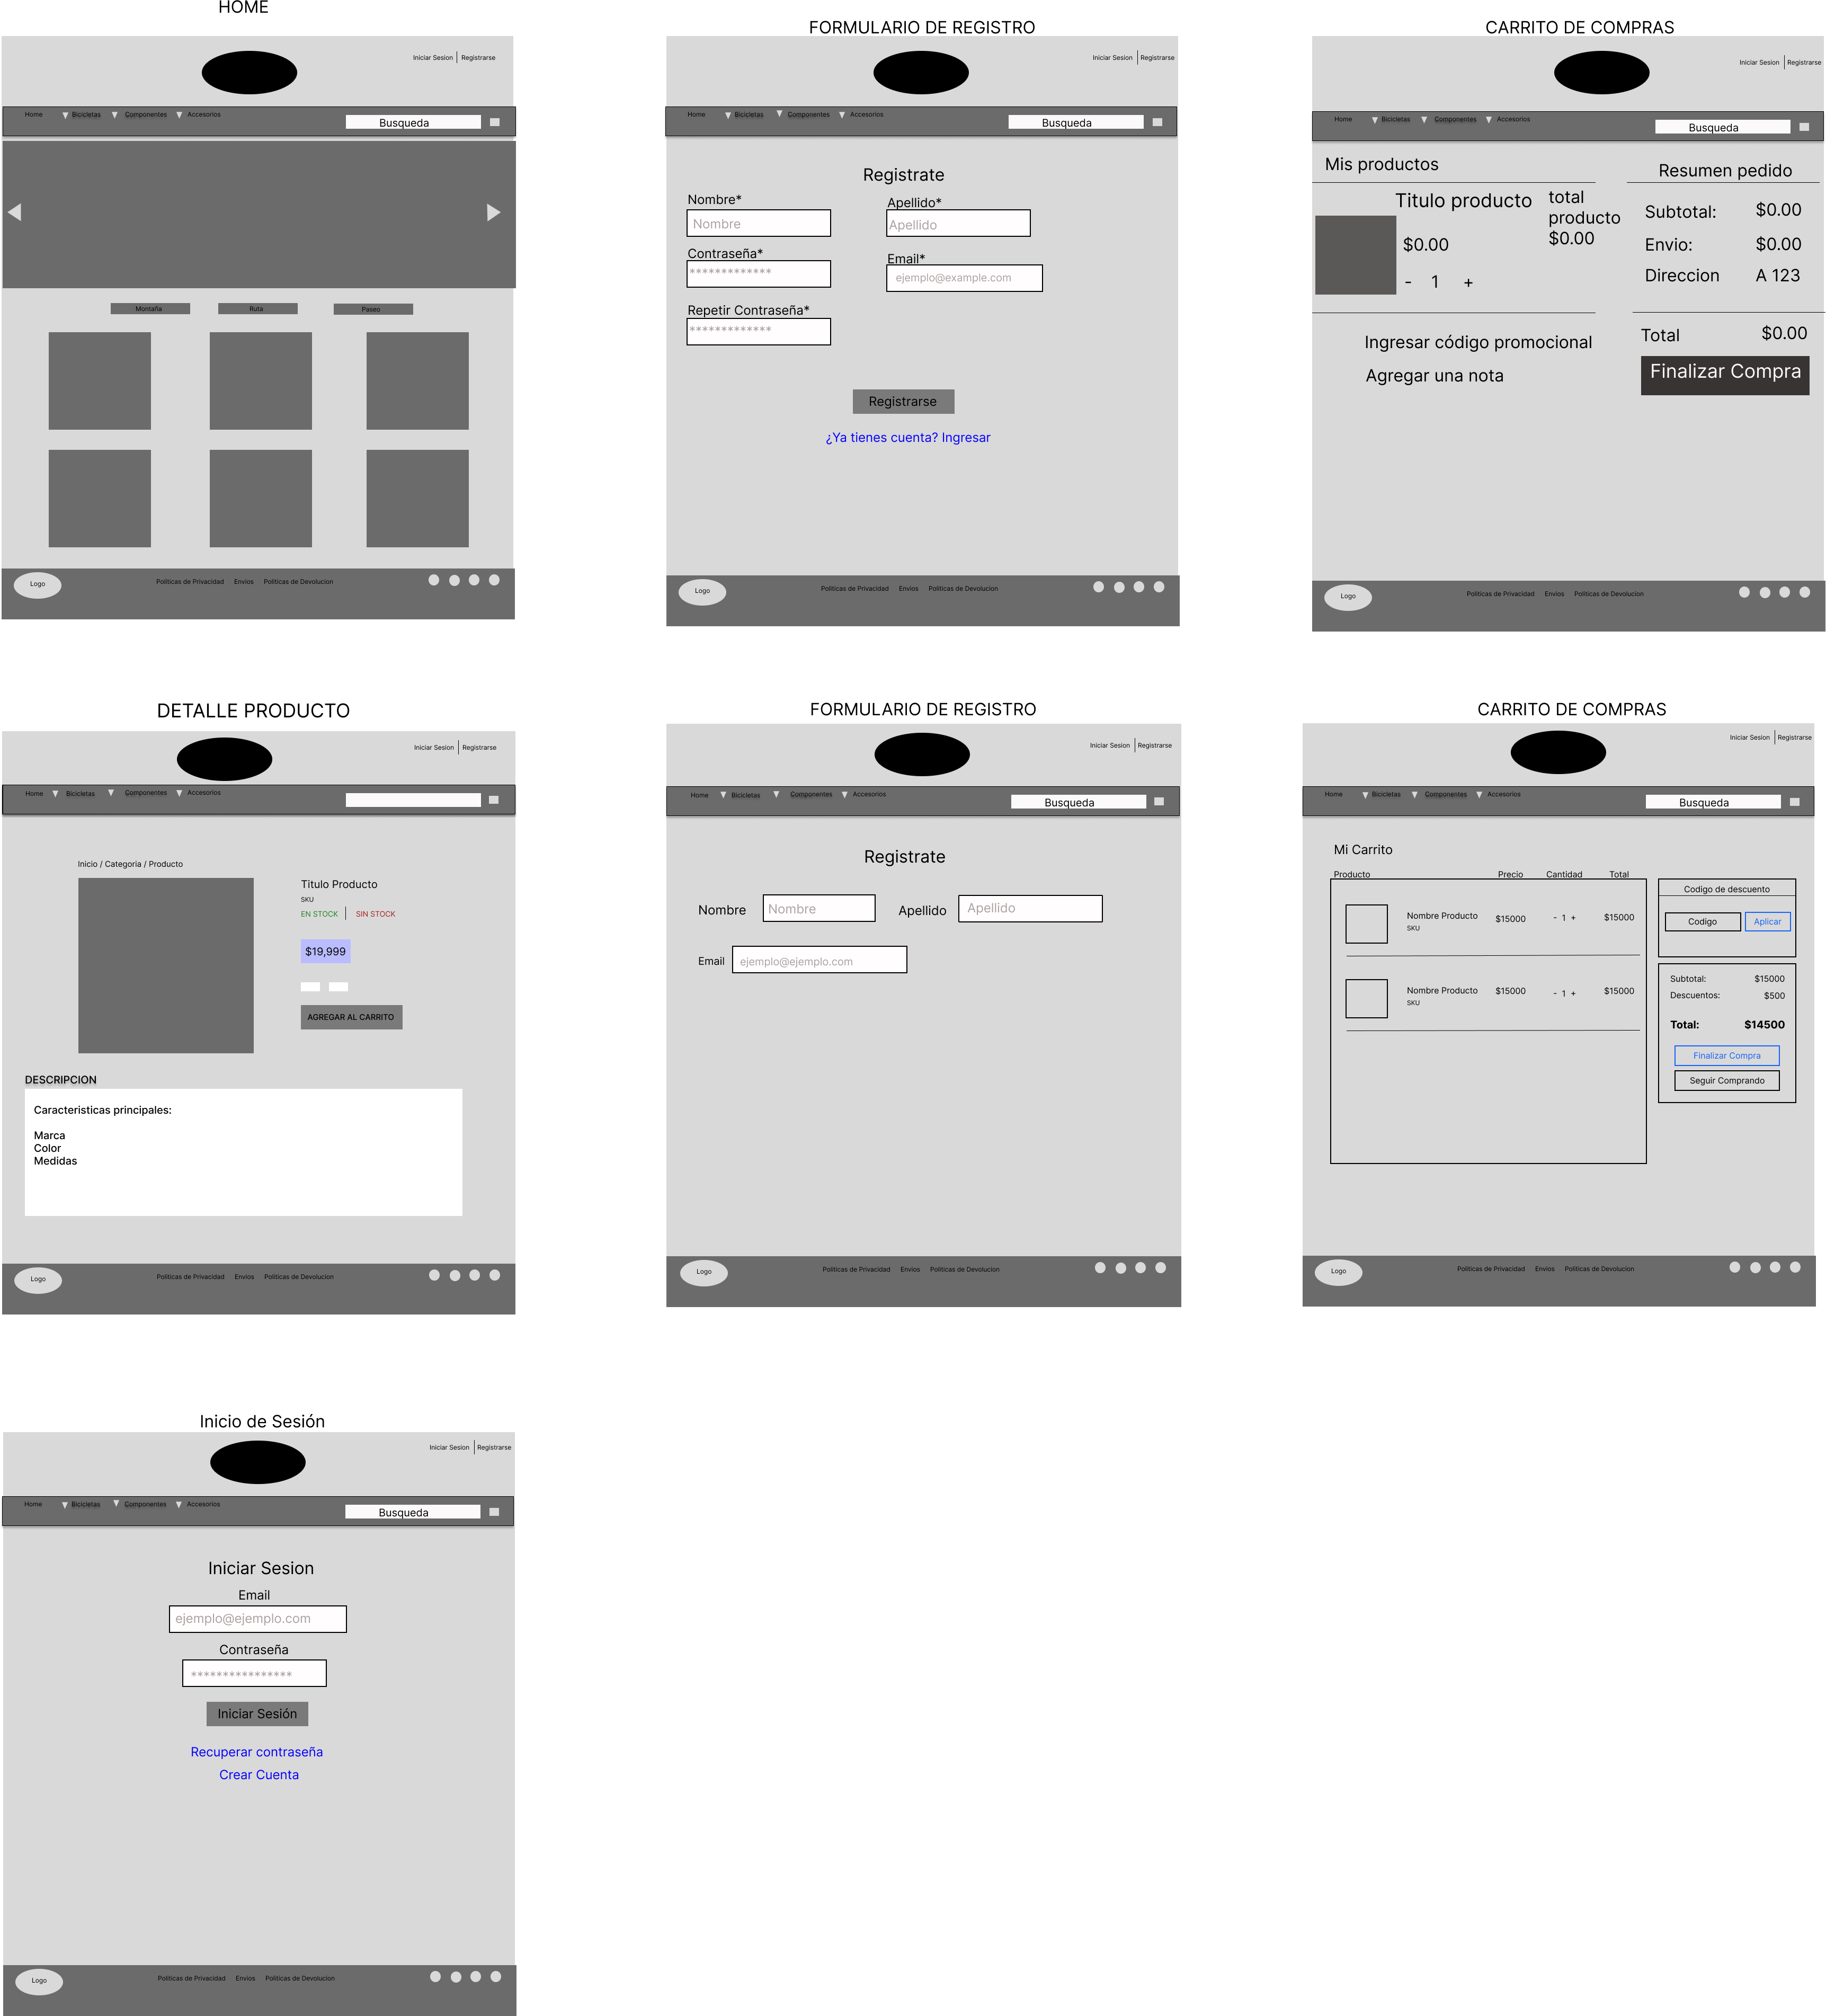 HOME
Iniciar Sesion
Registrarse
Home
Bicicletas
Componentes
Accesorios
Busqueda
Montaña
Ruta
Paseo
Logo
Politicas de Privacidad
Envios
Politicas de Devolucion
FORMULARIO DE REGISTRO
Iniciar Sesion
Registrarse
Home
Bicicletas
Componentes
Accesorios
Busqueda
Registrate
Nombre*
Apellido*
Nombre
Apellido
Contraseña*
Email*
*************
ejemplo@example.com
Repetir Contraseña*
*************
Registrarse
¿Ya tienes cuenta? Ingresar
Logo
Politicas de Privacidad
Envios
Politicas de Devolucion
CARRITO DE COMPRAS
Iniciar Sesion
Registrarse
Home
Bicicletas
Componentes
Accesorios
Busqueda
Mis productos
Titulo producto
total
producto
$0.00
$0.00
- 1 +
Ingresar código promocional
Agregar una nota
Resumen pedido
Subtotal: $0.00
Envio: $0.00
Direccion A 123
Total $0.00
Finalizar Compra
Logo
Politicas de Privacidad
Envios
Politicas de Devolucion
DETALLE PRODUCTO
Iniciar Sesion
Registrarse
Home
Bicicletas
Componentes
Accesorios
Inicio / Categoria / Producto
Titulo Producto
SKU
EN STOCK
SIN STOCK
$19,999
AGREGAR AL CARRITO
DESCRIPCION
Caracteristicas principales:
Marca
Color
Medidas
Logo
Politicas de Privacidad
Envios
Politicas de Devolucion
FORMULARIO DE REGISTRO
Iniciar Sesion
Registrarse
Home
Bicicletas
Componentes
Accesorios
Busqueda
Registrate
Nombre
Nombre
Apellido
Apellido
Email
ejemplo@ejemplo.com
Logo
Politicas de Privacidad
Envios
Politicas de Devolucion
CARRITO DE COMPRAS
Iniciar Sesion
Registrarse
Home
Bicicletas
Componentes
Accesorios
Busqueda
Mi Carrito
Producto Precio Cantidad Total
Nombre Producto $15000 - 1 + $15000
SKU
Nombre Producto $15000 - 1 + $15000
SKU
Codigo de descuento
Codigo
Aplicar
Subtotal: $15000
Descuentos: $500
Total: $14500
Finalizar Compra
Seguir Comprando
Logo
Politicas de Privacidad
Envios
Politicas de Devolucion
Inicio de Sesión
Iniciar Sesion
Registrarse
Home
Bicicletas
Componentes
Accesorios
Busqueda
Iniciar Sesion
Email
ejemplo@ejemplo.com
Contraseña
****************
Iniciar Sesión
Recuperar contraseña
Crear Cuenta
Logo
Politicas de Privacidad
Envios
Politicas de Devolucion